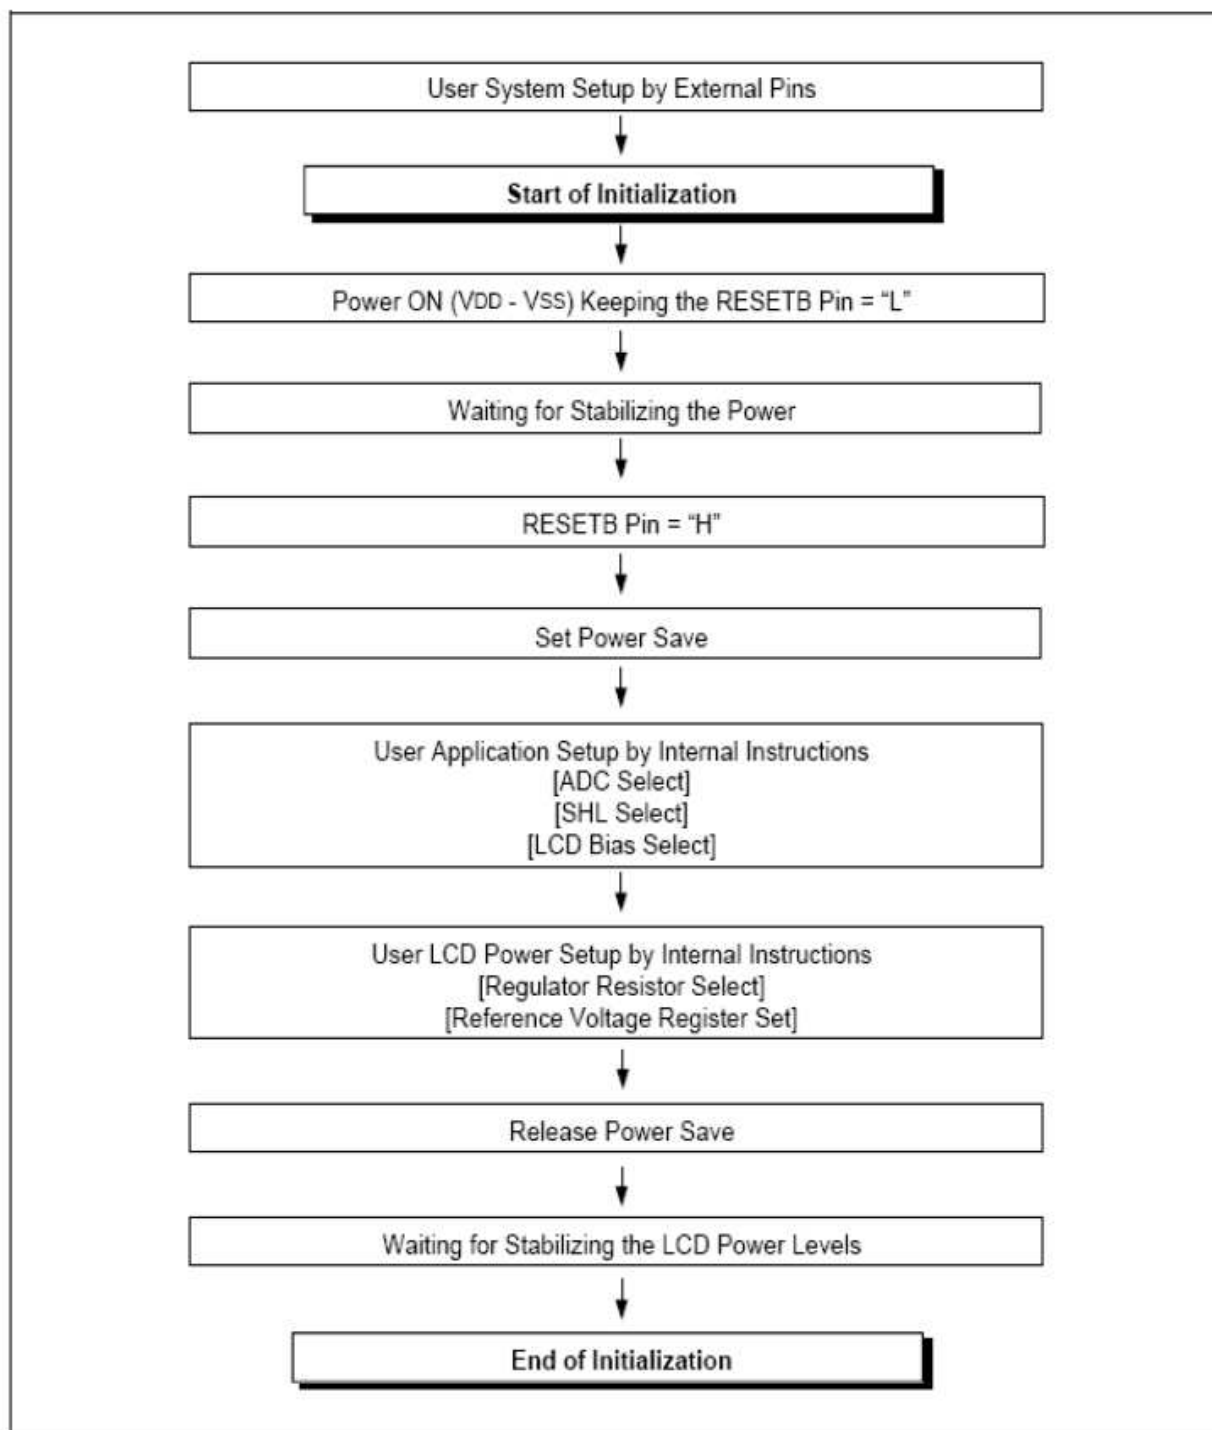 User System Setup by External Pins
Start of Initialization
Power ON (VDD - VSS) Keeping the RESETB Pin = “L”
Waiting for Stabilizing the Power
RESETB Pin = “H”
Set Power Save
User Application Setup by Internal Instructions
[ADC Select]
[SHL Select]
[LCD Bias Select]
User LCD Power Setup by Internal Instructions
[Regulator Resistor Select]
[Reference Voltage Register Set]
Release Power Save
Waiting for Stabilizing the LCD Power Levels
End of Initialization